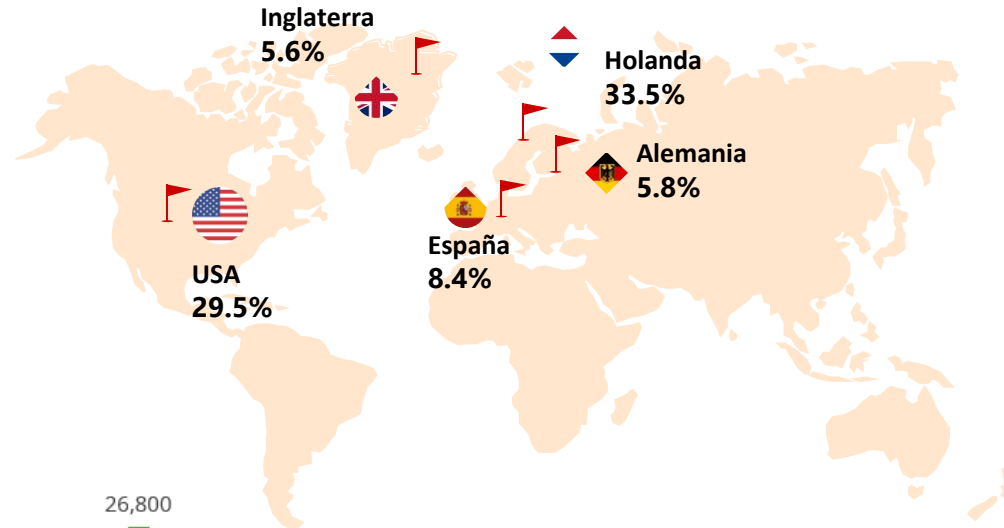 Inglaterra
5.6%
Holanda
33.5%
Alemania
5.8%
España
8.4%
USA
29.5%
26,800